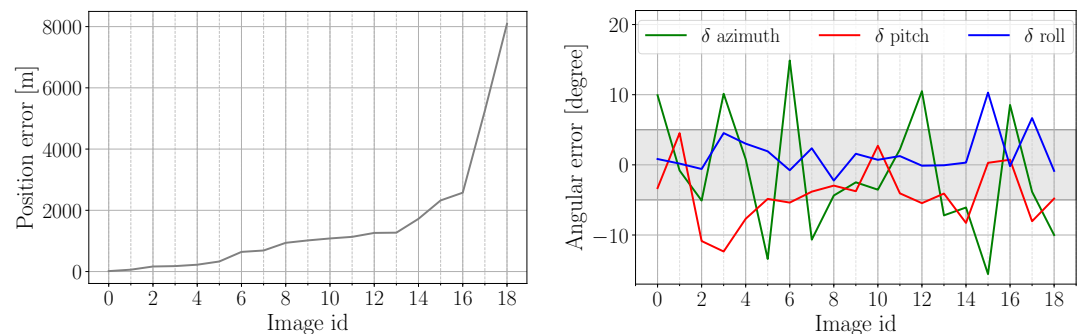 Position error [m]
8000
6000
4000
2000
0
0 2 4 6 8 10 12 14 16 18
Image id
Angular error [degree]
20
10
0
−10
δ azimuth δ pitch δ roll
0 2 4 6 8 10 12 14 16 18
Image id